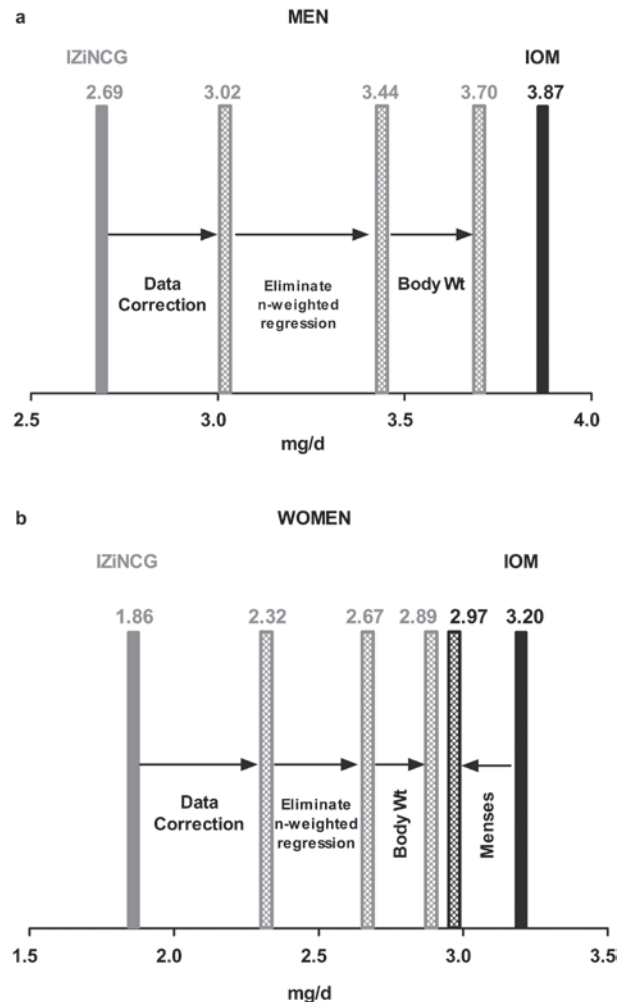 a
MEN
IZiNCG
IOM
2.69
3.02
3.44
3.70
3.87
Data
Correction
Eliminate
n-weighted
regression
Body Wt
2.5
3.0
3.5
4.0
mg/d
b
WOMEN
IZiNCG
IOM
1.86
2.32
2.67
2.89
2.97
3.20
Data
Correction
Eliminate
n-weighted
regression
Body Wt
Menses
1.5
2.0
2.5
3.0
3.5
mg/d